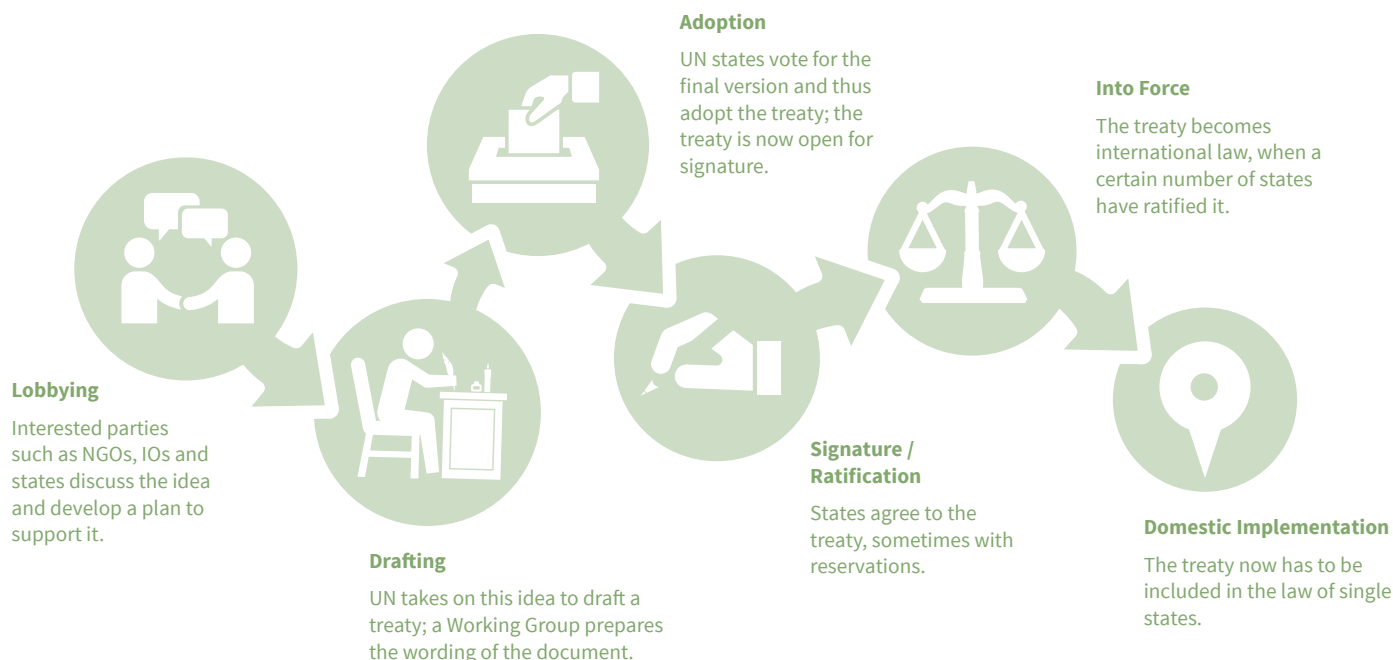 Lobbying
Interested parties
such as NGOs, IOs and
states discuss the idea
and develop a plan to
support it.
Drafting
UN takes on this idea to draft a
treaty; a Working Group prepares
the wording of the document.
Adoption
UN states vote for the
final version and thus
adopt the treaty; the
treaty is now open for
signature.
Signature /
Ratification
States agree to the
treaty, sometimes with
reservations.
Into Force
The treaty becomes
international law, when a
certain number of states
have ratified it.
Domestic Implementation
The treaty now has to be
included in the law of single
states.